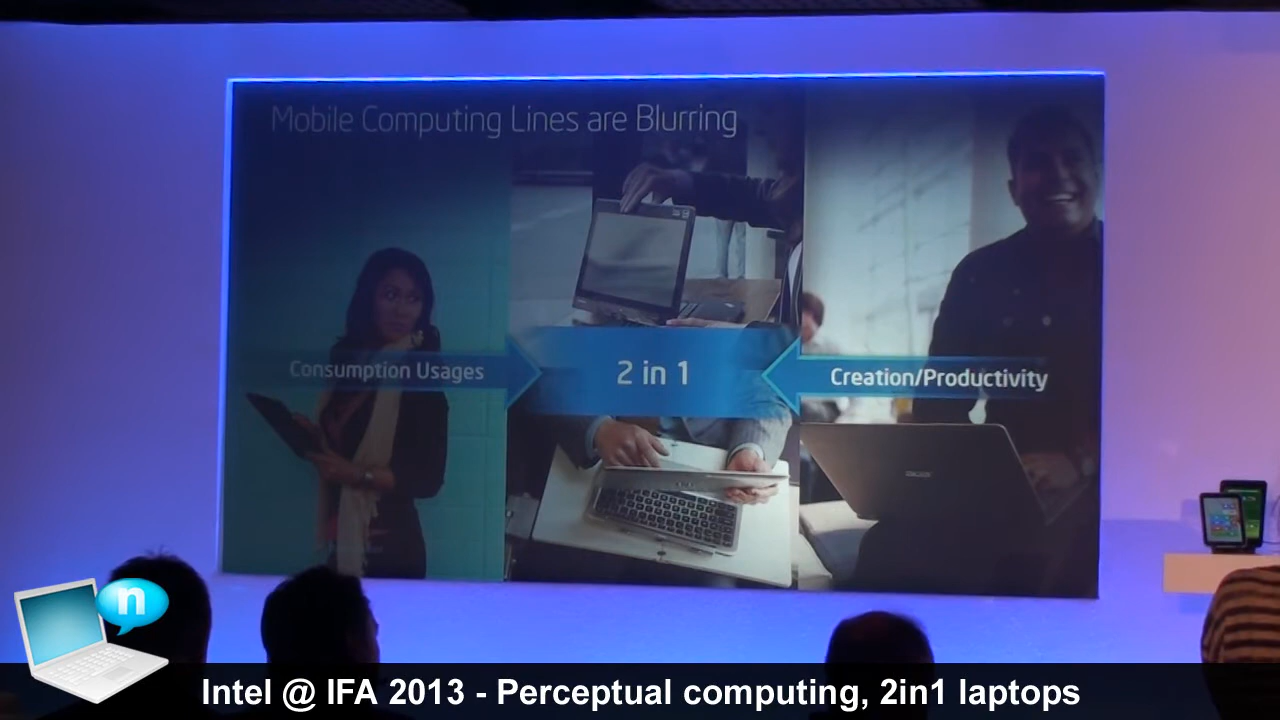 Mobile Computing Lines are Blurring
Consumption Usages
2 in 1
Creation/Productivity
n
Intel @ IFA 2013 - Perceptual computing, 2in1 laptops